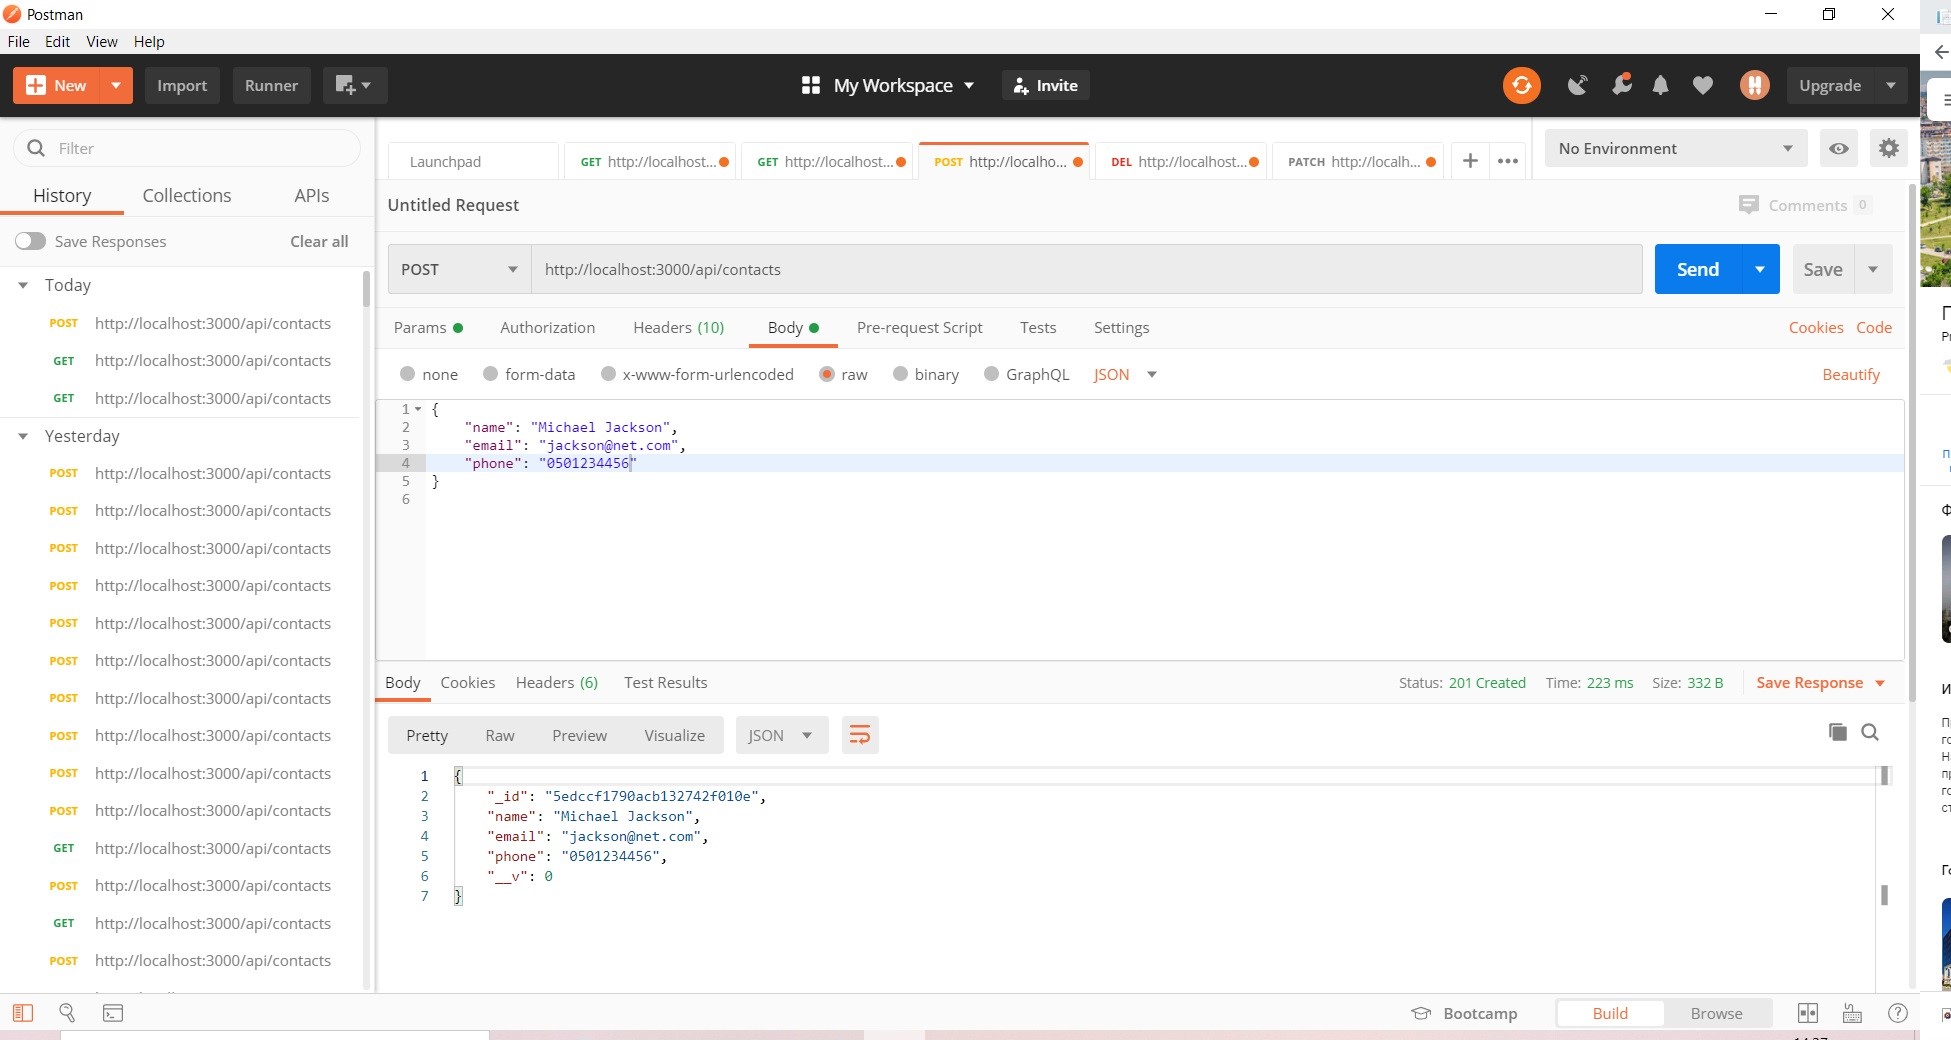 Postman
File Edit View Help
New Import Runner My Workspace Invite Upgrade
Filter
History Collections APIs
Save Responses Clear all
Today
POST http://localhost:3000/api/contacts
GET http://localhost:3000/api/contacts
GET http://localhost:3000/api/contacts
Yesterday
POST http://localhost:3000/api/contacts
POST http://localhost:3000/api/contacts
POST http://localhost:3000/api/contacts
POST http://localhost:3000/api/contacts
POST http://localhost:3000/api/contacts
POST http://localhost:3000/api/contacts
POST http://localhost:3000/api/contacts
POST http://localhost:3000/api/contacts
POST http://localhost:3000/api/contacts
POST http://localhost:3000/api/contacts
GET http://localhost:3000/api/contacts
POST http://localhost:3000/api/contacts
GET http://localhost:3000/api/contacts
POST http://localhost:3000/api/contacts
Launchpad GET http://localhost... GET http://localhost... POST http://localho... DEL http://localhost... PATCH http://localh... + ••• No Environment
Untitled Request Comments 0
POST http://localhost:3000/api/contacts Send Save
Params Authorization Headers (10) Body Pre-request Script Tests Settings Cookies Code
none form-data x-www-form-urlencoded raw binary GraphQL JSON Beautify
1 {
2 "name": "Michael Jackson",
3 "email": "jackson@net.com",
4 "phone": "0501234456"
5 }
6
Body Cookies Headers (6) Test Results Status: 201 Created Time: 223 ms Size: 332 B Save Response
Pretty Raw Preview Visualize JSON
1 {
2 "_id": "5edccf1790acb132742f010e",
3 "name": "Michael Jackson",
4 "email": "jackson@net.com",
5 "phone": "0501234456",
6 "__v": 0
7 }
Bootcamp Build Browse